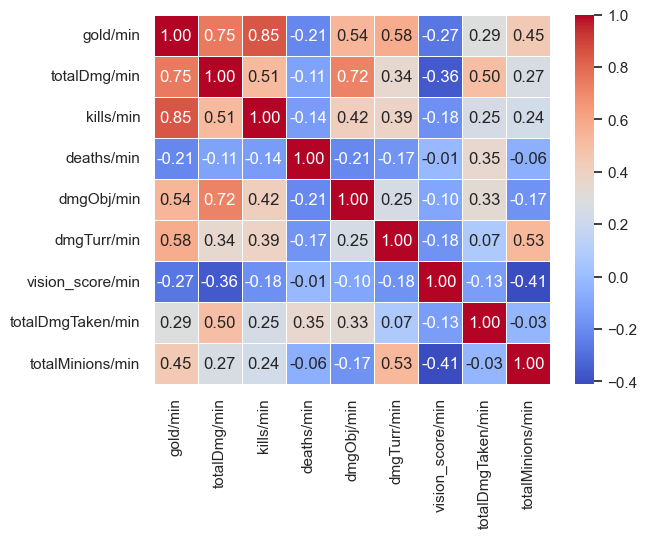 gold/min 1.00 0.75 0.85 -0.21 0.54 0.58 -0.27 0.29 0.45
totalDmg/min 0.75 1.00 0.51 -0.11 0.72 0.34 -0.36 0.50 0.27
kills/min 0.85 0.51 1.00 -0.14 0.42 0.39 -0.18 0.25 0.24
deaths/min -0.21 -0.11 -0.14 1.00 -0.21 -0.17 -0.01 0.35 -0.06
dmgObj/min 0.54 0.72 0.42 -0.21 1.00 0.25 -0.10 0.33 -0.17
dmgTurr/min 0.58 0.34 0.39 -0.17 0.25 1.00 -0.18 0.07 0.53
vision_score/min -0.27 -0.36 -0.18 -0.01 -0.10 -0.18 1.00 -0.13 -0.41
totalDmgTaken/min 0.29 0.50 0.25 0.35 0.33 0.07 -0.13 1.00 -0.03
totalMinions/min 0.45 0.27 0.24 -0.06 -0.17 0.53 -0.41 -0.03 1.00
gold/min
totalDmg/min
kills/min
deaths/min
dmgObj/min
dmgTurr/min
vision_score/min
totalDmgTaken/min
totalMinions/min
1.0
0.8
0.6
0.4
0.2
0.0
−0.2
−0.4